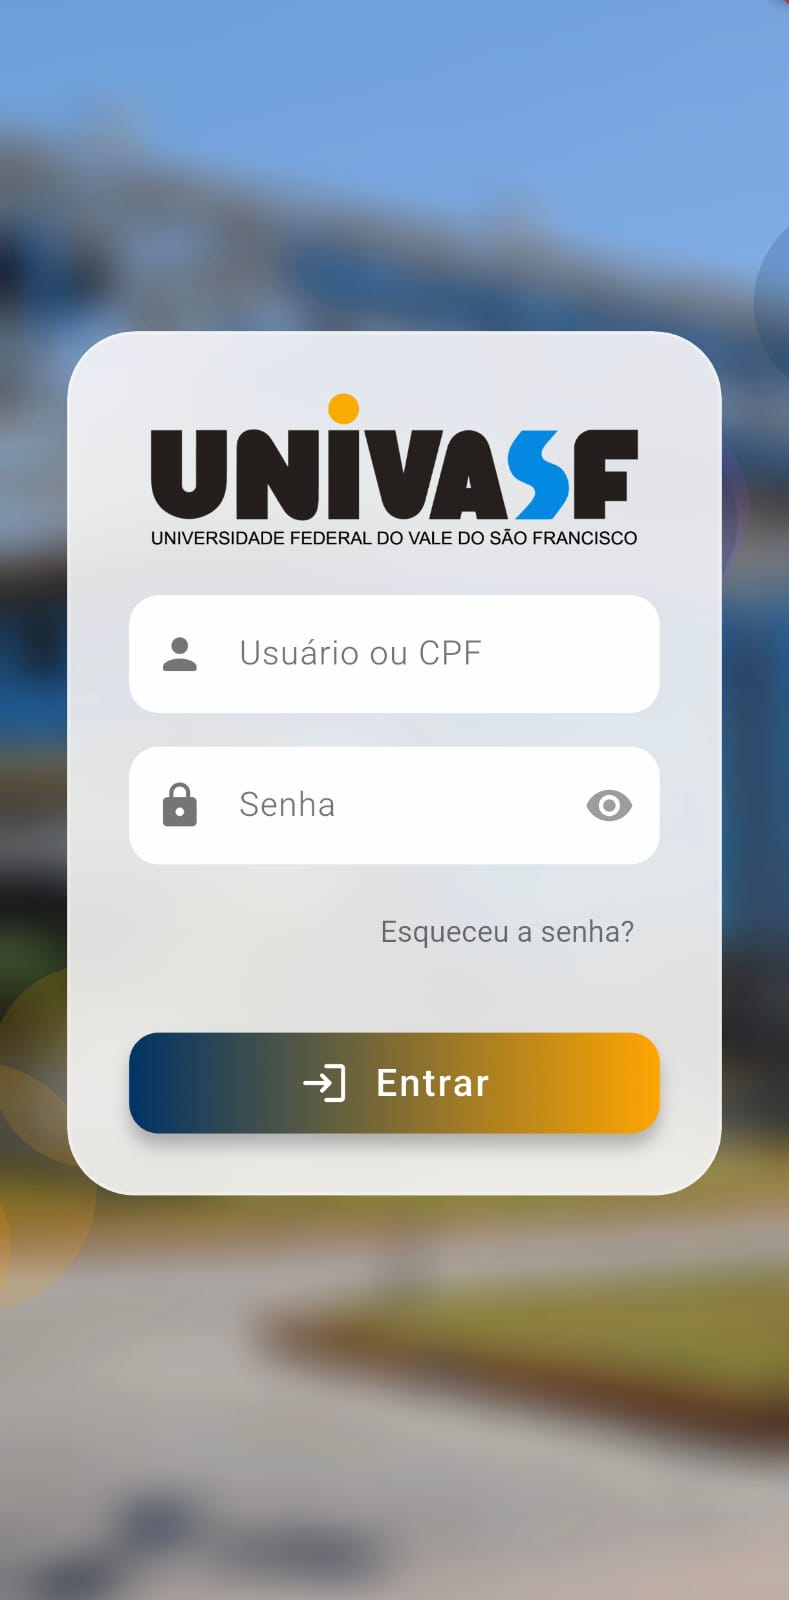 UNIVASF
UNIVERSIDADE FEDERAL DO VALE DO SÃO FRANCISCO
Usuário ou CPF
Senha
Esqueceu a senha?
Entrar